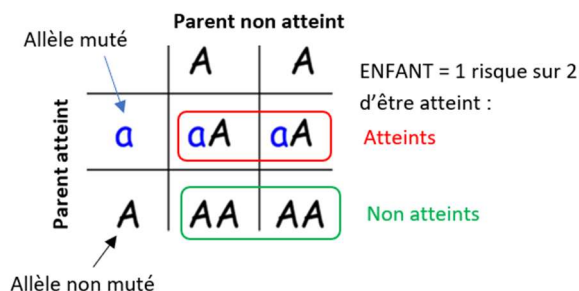 Parent non atteint
Allèle muté
A A
ENFANT = 1 risque sur 2
d'être atteint :
Parent atteint
a aA aA Atteints
A AA AA Non atteints
Allèle non muté